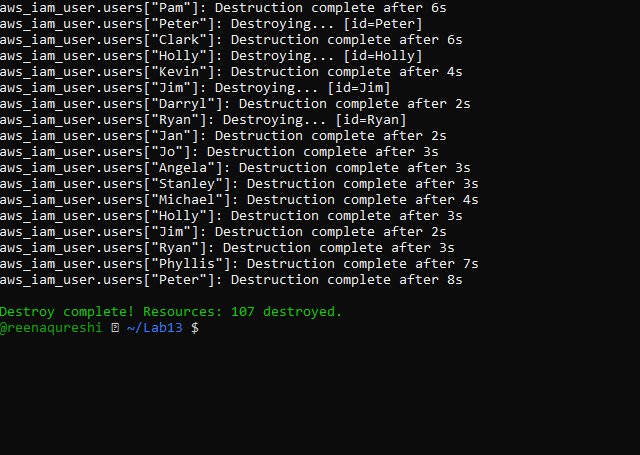 aws_iam_user.users["Pam"]: Destruction complete after 6s
aws_iam_user.users["Peter"]: Destroying... [id=Peter]
aws_iam_user.users["Clark"]: Destruction complete after 6s
aws_iam_user.users["Holly"]: Destroying... [id=Holly]
aws_iam_user.users["Kevin"]: Destruction complete after 4s
aws_iam_user.users["Jim"]: Destroying... [id=Jim]
aws_iam_user.users["Darryl"]: Destruction complete after 2s
aws_iam_user.users["Ryan"]: Destroying... [id=Ryan]
aws_iam_user.users["Jan"]: Destruction complete after 2s
aws_iam_user.users["Jo"]: Destruction complete after 3s
aws_iam_user.users["Angela"]: Destruction complete after 3s
aws_iam_user.users["Stanley"]: Destruction complete after 3s
aws_iam_user.users["Michael"]: Destruction complete after 4s
aws_iam_user.users["Holly"]: Destruction complete after 3s
aws_iam_user.users["Jim"]: Destruction complete after 2s
aws_iam_user.users["Ryan"]: Destruction complete after 3s
aws_iam_user.users["Phyllis"]: Destruction complete after 7s
aws_iam_user.users["Peter"]: Destruction complete after 8s
Destroy complete! Resources: 107 destroyed.
@reenaqureshi ~/Lab13 $